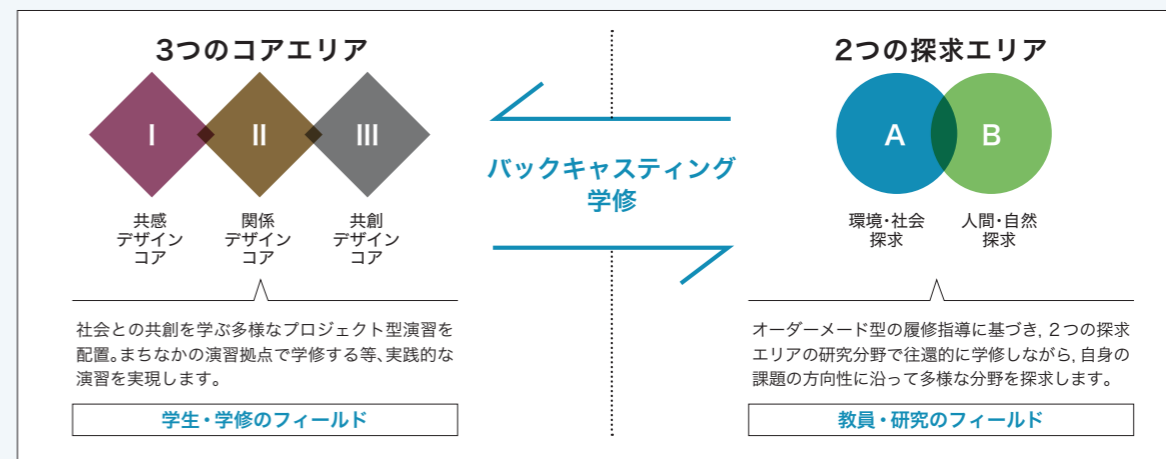 3つのコアエリア
I
II
III
共感
デザイン
コア
関係
デザイン
コア
共創
デザイン
コア
社会との共創を学ぶ多様なプロジェクト型演習を
配置。まちなかの演習拠点で学修する等、実践的な
演習を実現します。
学生・学修のフィールド
バックキャスティング
学修
2つの探求エリア
A
B
環境・社会
探求
人間・自然
探求
オーダーメード型の履修指導に基づき, 2つの探求
エリアの研究分野で往還的に学修しながら, 自身の
課題の方向性に沿って多様な分野を探求します。
教員・研究のフィールド